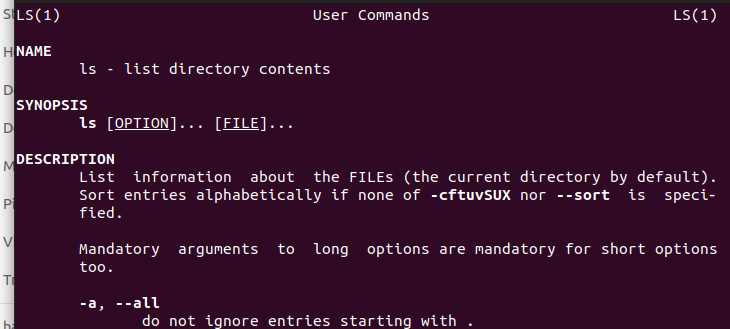 LS(1) User Commands LS(1)
NAME
ls - list directory contents
SYNOPSIS
ls [OPTION]... [FILE]...
DESCRIPTION
List information about the FILEs (the current directory by default).
Sort entries alphabetically if none of -cftuvSUX nor --sort is speci-
fied.
Mandatory arguments to long options are mandatory for short options
too.
-a, --all
do not ignore entries starting with .